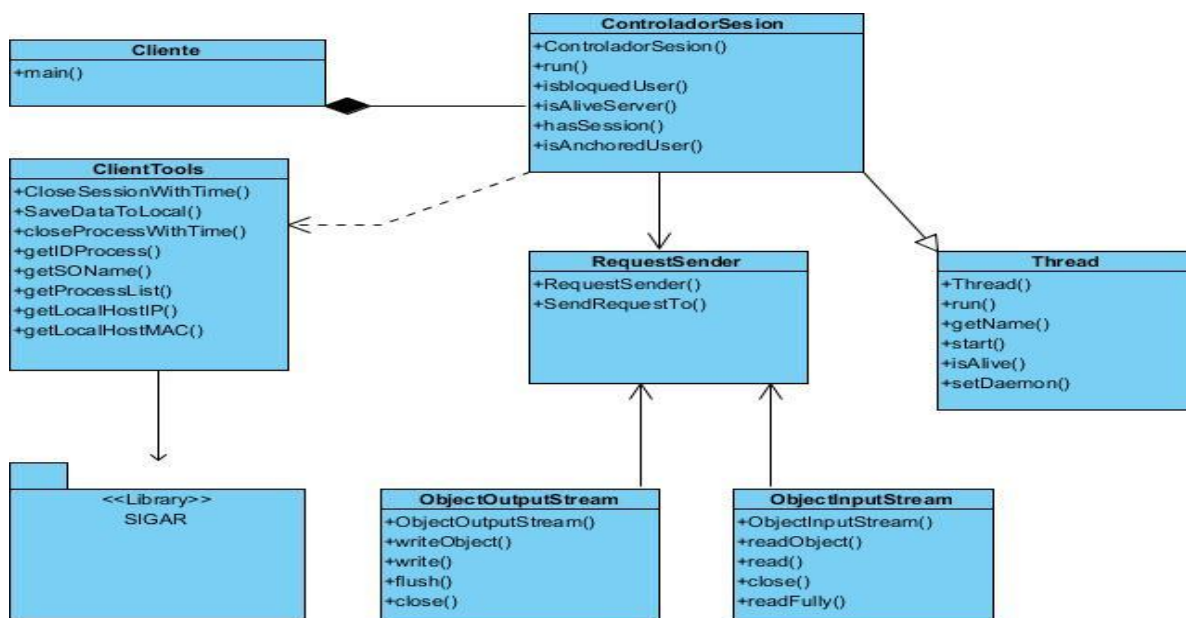 Cliente
+main()
ControladorSesion
+ControladorSesion()
+run()
+isbloquedUser()
+isAliveServer()
+hasSession()
+isAnchoredUser()
ClientTools
+CloseSessionWithTime()
+SaveDataToLocal()
+closeProcessWithTime()
+getIDProcess()
+getSOName()
+getProcessList()
+getLocalHostIP()
+getLocalHostMAC()
RequestSender
+RequestSender()
+SendRequestTo()
Thread
+Thread()
+run()
+getName()
+start()
+isAlive()
+setDaemon()
<<Library>>
SIGAR
ObjectOutputStream
+ObjectOutputStream()
+writeObject()
+write()
+flush()
+close()
ObjectInputStream
+ObjectInputStream()
+readObject()
+read()
+close()
+readFully()